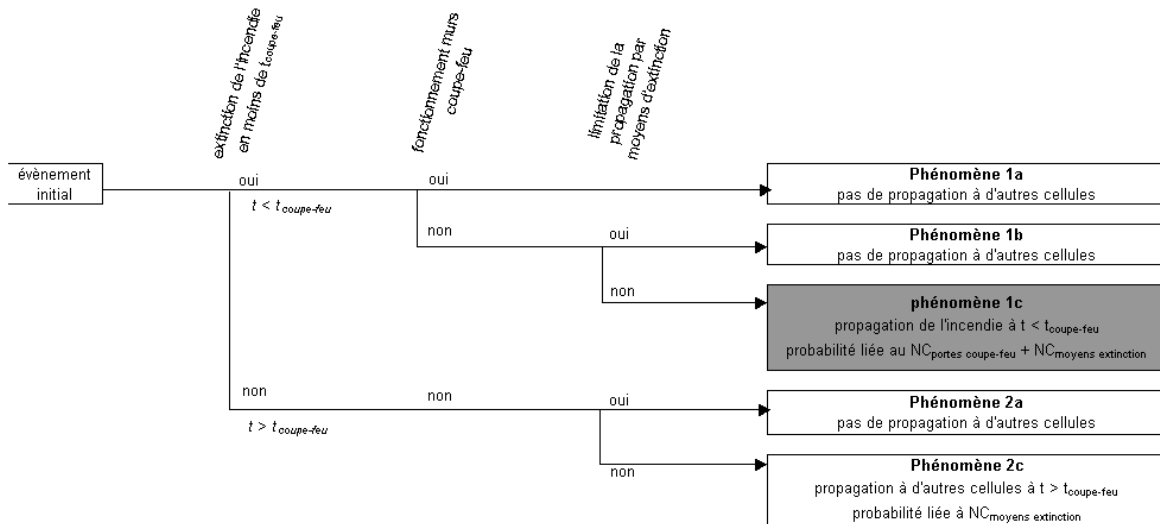 extinction de l'incendie
en moins de tcoupe-feu
fonctionnement murs
coupe-feu
limitation de la
propagation par
moyens d'extinction
évènement
initial
oui
t < tcoupe-feu
oui
Phénomène 1a
pas de propagation à d'autres cellules
non
oui
Phénomène 1b
pas de propagation à d'autres cellules
non
phénomène 1c
propagation de l'incendie à t < tcoupe-feu
probabilité liée au NCportes coupe-feu + NCmoyens extinction
non
t > tcoupe-feu
non
oui
Phénomène 2a
pas de propagation à d'autres cellules
non
Phénomène 2c
propagation à d'autres cellules à t > tcoupe-feu
probabilité liée à NCmoyens extinction